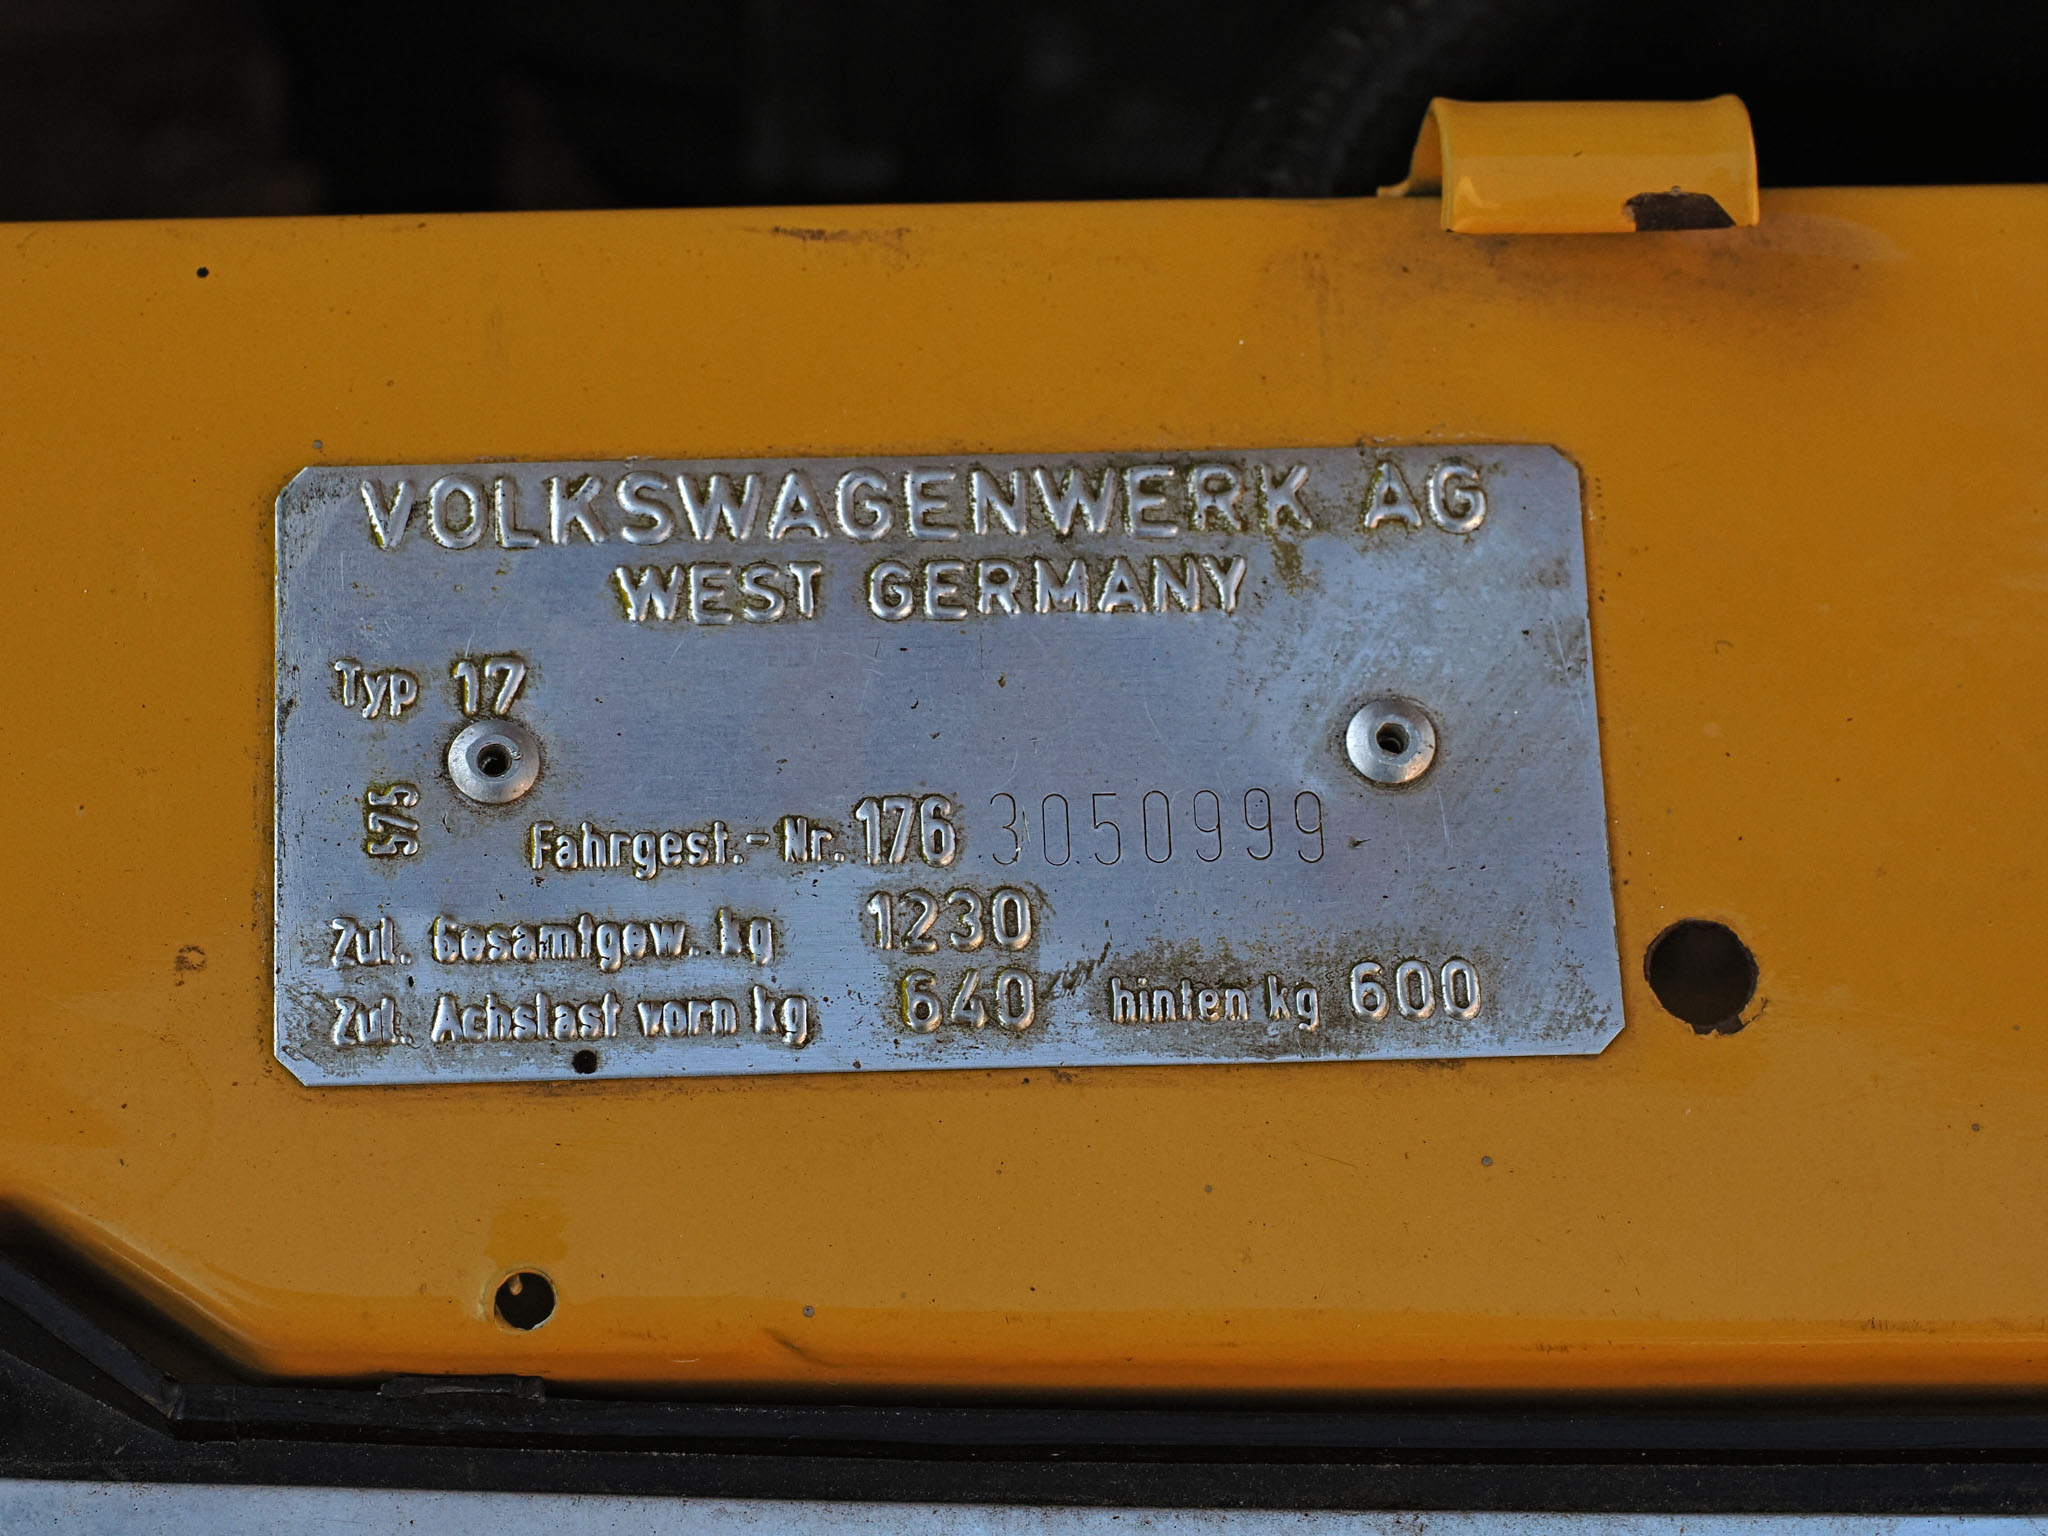 VOLKSWAGENWERK AG
WEST GERMANY
Typ 17
575
Fahrgest.-Nr. 176 3050999
Zul. Gesamtgew. kg 1230
Zul. Achslast vorn kg 640 hinten kg 600